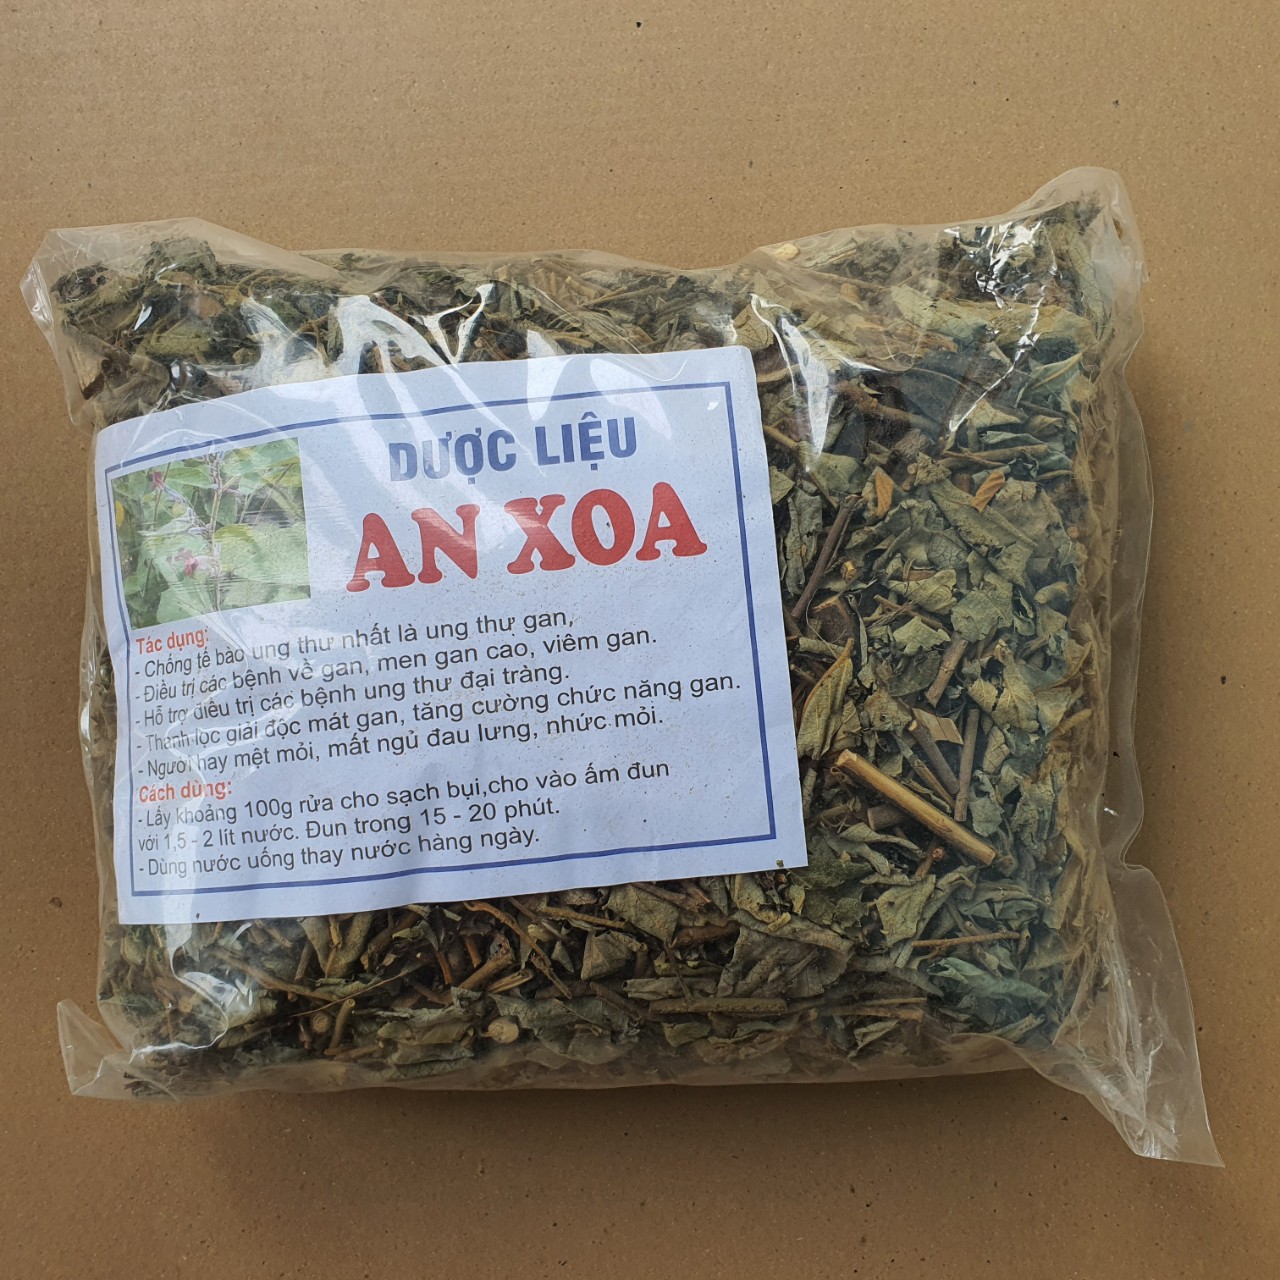 DƯỢC LIỆU
AN XOA
Tác dụng:
- Chống tế bào ung thư nhất là ung thư gan,
- Điều trị các bệnh về gan, men gan cao, viêm gan.
- Hỗ trợ điều trị các bệnh ung thư đại tràng.
- Thanh lọc giải độc mát gan, tăng cường chức năng gan.
- Người hay mệt mỏi, mất ngủ đau lưng, nhức mỏi.
Cách dùng:
- Lấy khoảng 100g rửa cho sạch bụi,cho vào ấm đun
với 1,5 - 2 lít nước. Đun trong 15 - 20 phút.
- Dùng nước uống thay nước hàng ngày.